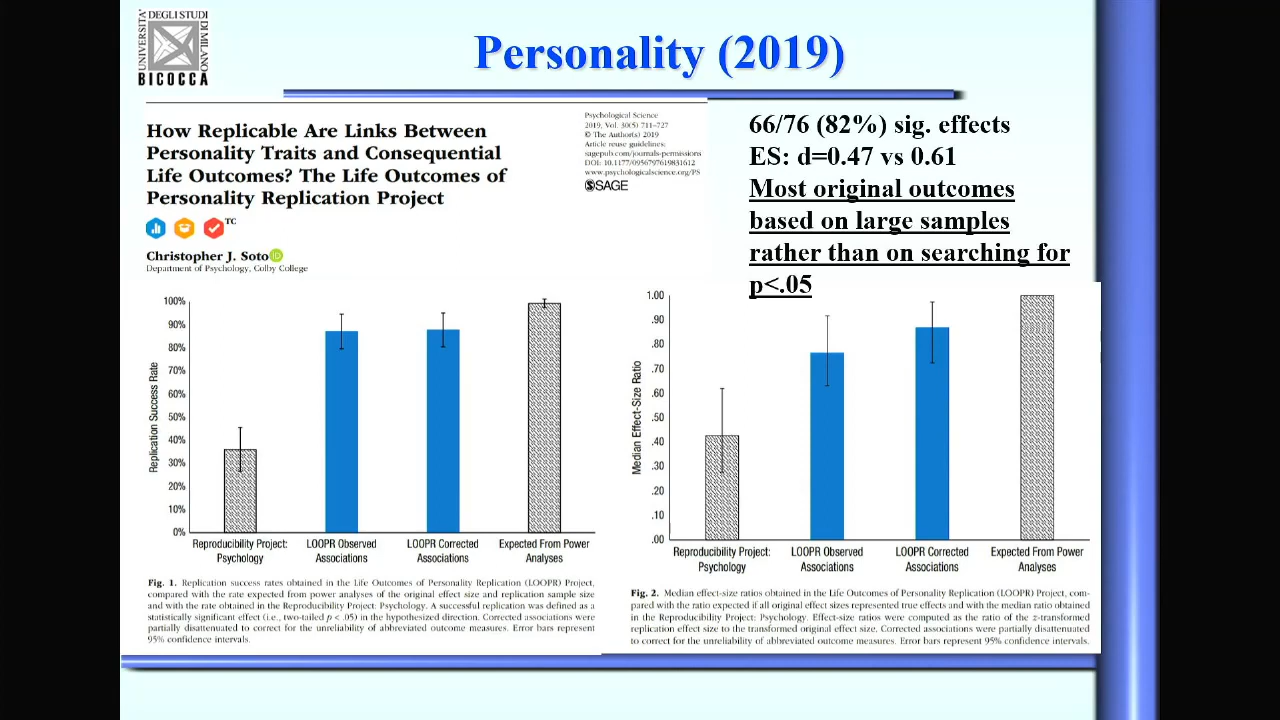 UNIVERSITA' DEGLI STUDI DI MILANO
BICOCCA
Personality (2019)
How Replicable Are Links Between
Personality Traits and Consequential
Life Outcomes? The Life Outcomes of
Personality Replication Project
TC
Christopher J. Soto
iD
Department of Psychology, Colby College
Psychological Science
2019, Vol. 30(5) 711–727
© The Author(s) 2019
Article reuse guidelines:
sagepub.com/journals-permissions
DOI: 10.1177/0956797619831612
www.psychologicalscience.org/PS
SAGE
66/76 (82%) sig. effects
ES: d=0.47 vs 0.61
Most original outcomes
based on large samples
rather than on searching for
p<.05
Replication Success Rate
100%
90%
80%
70%
60%
50%
40%
30%
20%
10%
0%
Reproducibility Project: Psychology
LOOPR Observed Associations
LOOPR Corrected Associations
Expected From Power Analyses
Fig. 1. Replication success rates obtained in the Life Outcomes of Personality Replication (LOOPR) Project,
compared with the rate expected from power analyses of the original effect size and replication sample size
and with the rate obtained in the Reproducibility Project: Psychology. A successful replication was defined as a
statistically significant effect (i.e., two-tailed p < .05) in the hypothesized direction. Corrected associations were
partially disattenuated to correct for the unreliability of abbreviated outcome measures. Error bars represent
95% confidence intervals.
Median Effect-Size Ratio
1.00
.90
.80
.70
.60
.50
.40
.30
.20
.10
.00
Reproducibility Project: Psychology
LOOPR Observed Associations
LOOPR Corrected Associations
Expected From Power Analyses
Fig. 2. Median effect-size ratios obtained in the Life Outcomes of Personality Replication (LOOPR) Project, com-
pared with the ratio expected if all original effect sizes represented true effects and with the median ratio obtained
in the Reproducibility Project: Psychology. Effect-size ratios were computed as the ratio of the z-transformed
replication effect size to the transformed original effect size. Corrected associations were partially disattenuated
to correct for the unreliability of abbreviated outcome measures. Error bars represent 95% confidence intervals.